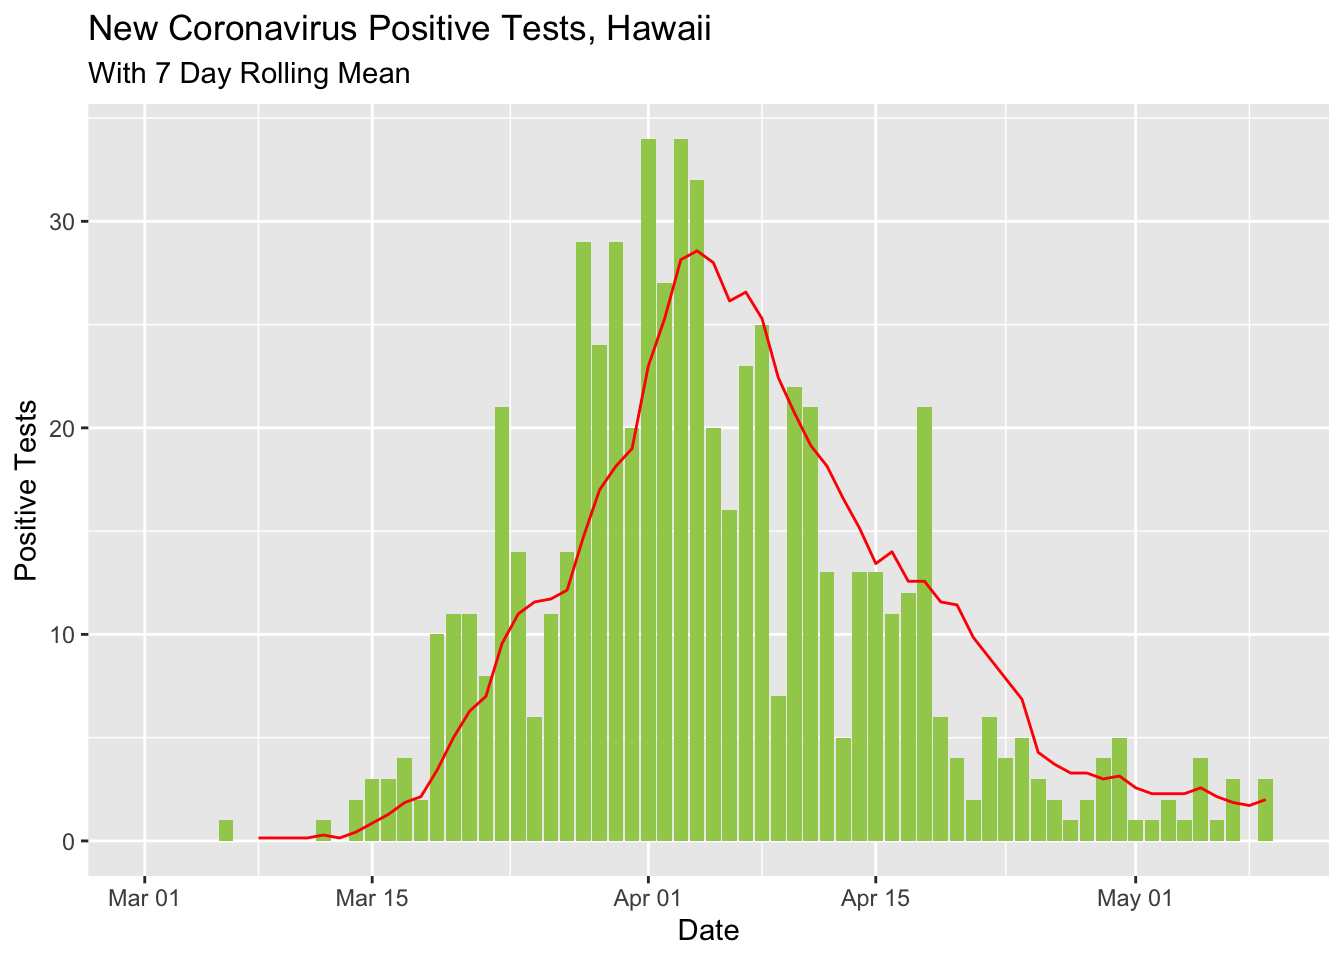 New Coronavirus Positive Tests, Hawaii
With 7 Day Rolling Mean
Positive Tests
30
20
10
0
Mar 01 Mar 15 Apr 01 Apr 15 May 01
Date